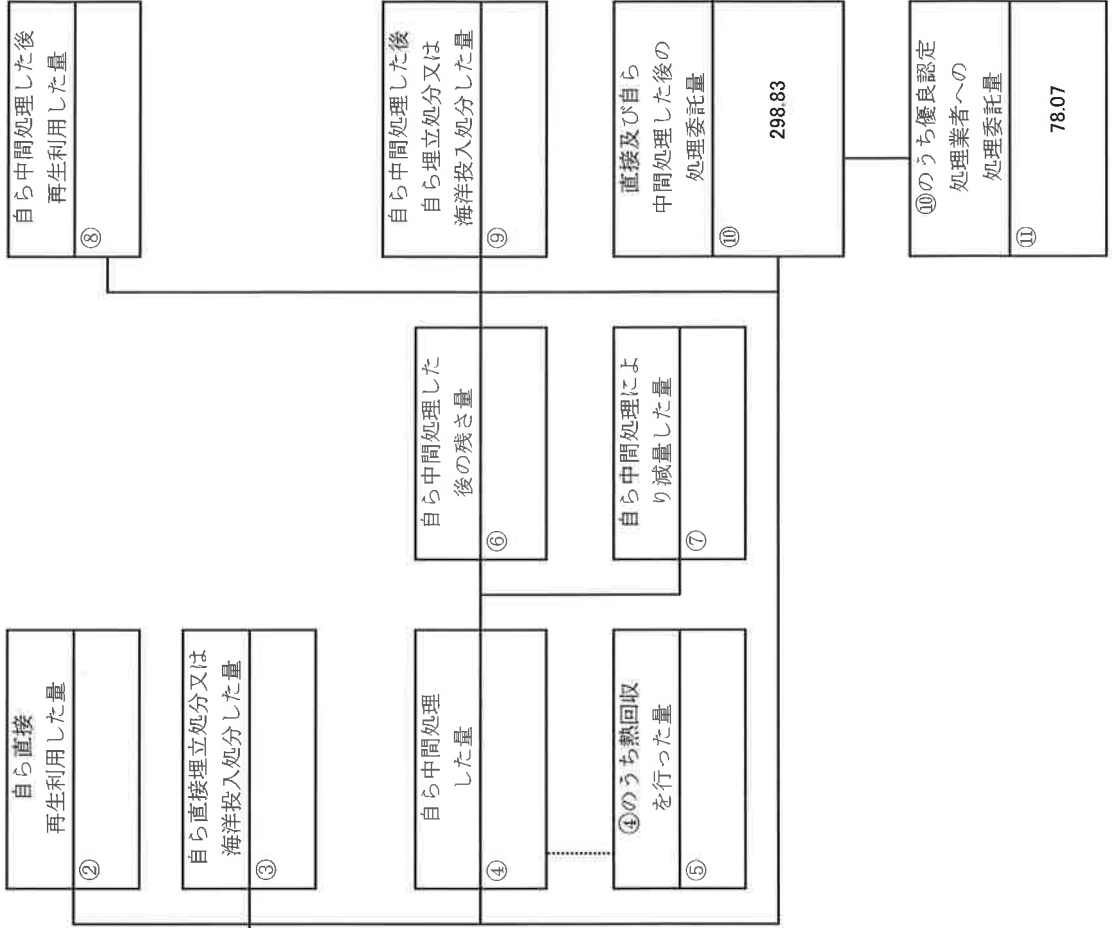 自ら直接
再生利用した量
②
自ら直接埋立処分又は
海洋投入処分した量
③
自ら中間処理
した量
④
④のうち熱回収
を行った量
⑤
自ら中間処理した
後の残さ量
⑥
自ら中間処理によ
り減量した量
⑦
自ら中間処理した後
再生利用した量
⑧
自ら中間処理した後
自ら埋立処分又は
海洋投入処分した量
⑨
直接及び自ら
中間処理した後の
処理委託量
⑩
298.83
⑩のうち優良認定
処理業者への
処理委託量
⑪
78.07